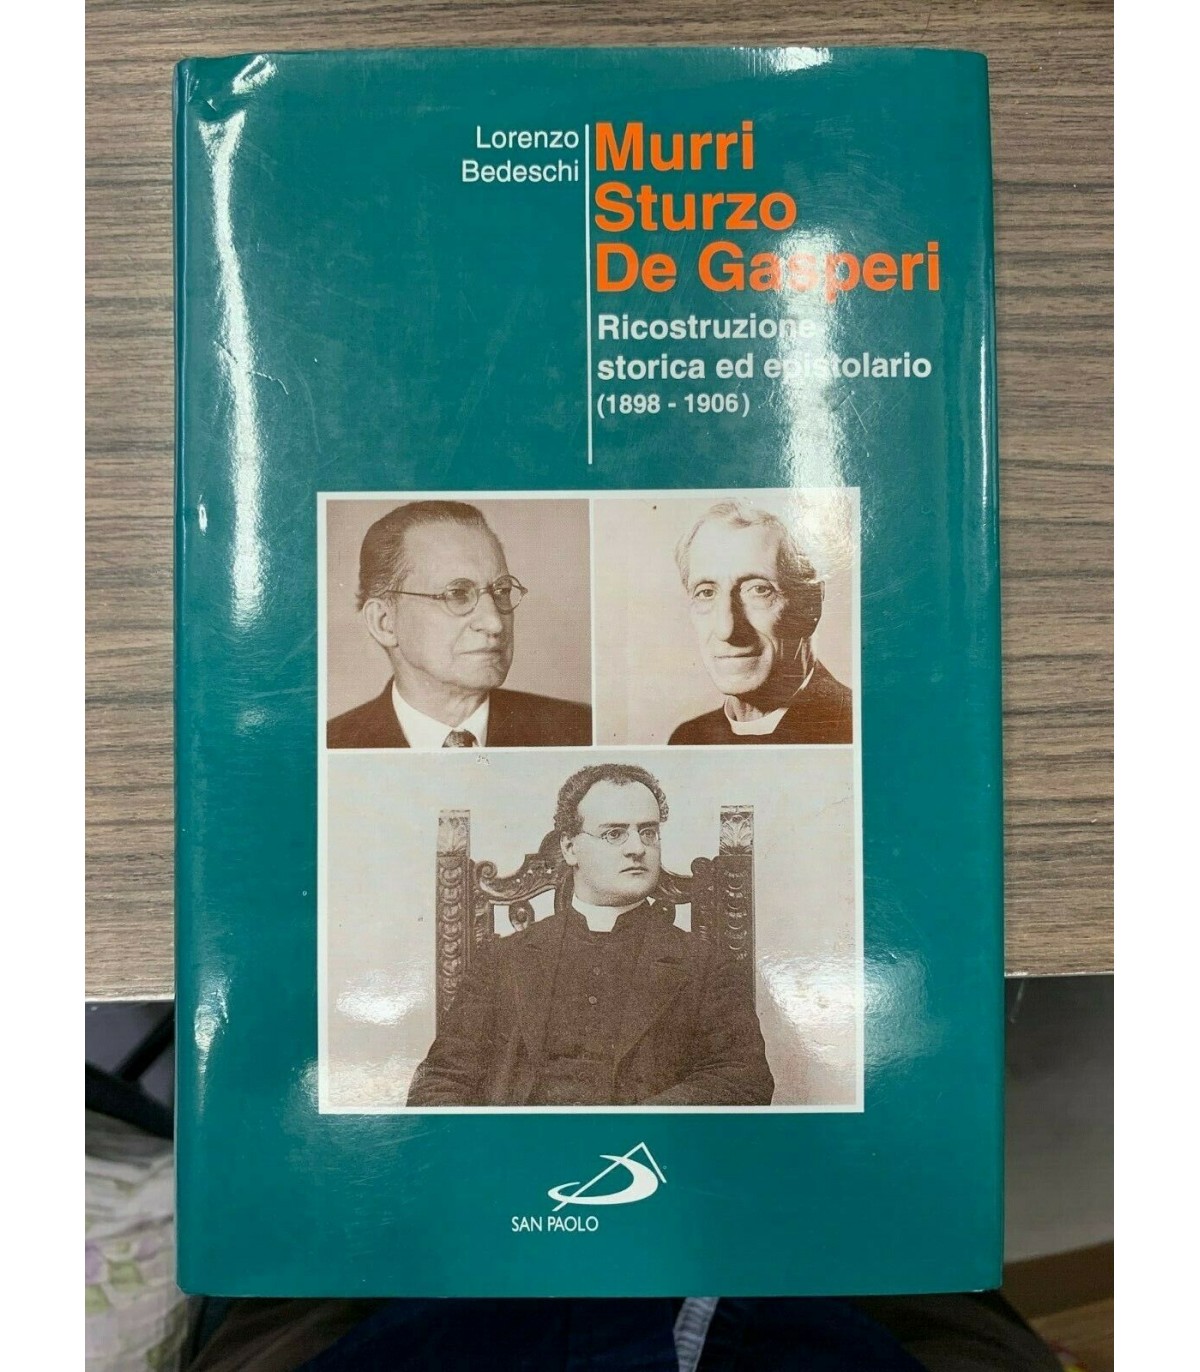 Lorenzo
Bedeschi
Murri
Sturzo
De Gasperi
Ricostruzione
storica ed epistolario
(1898 - 1906)
SAN PAOLO